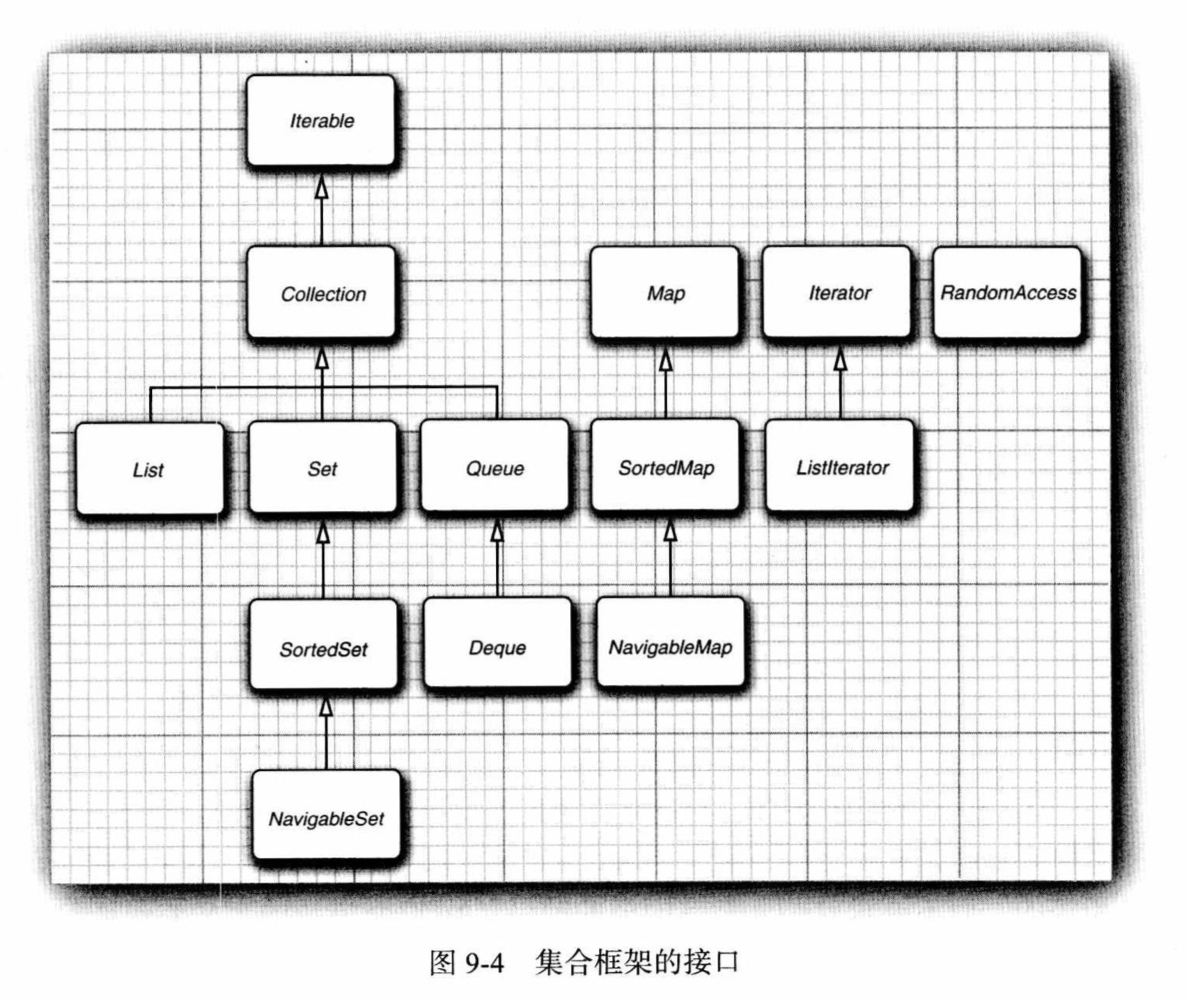 Iterable
Collection
Map
Iterator
RandomAccess
List
Set
Queue
SortedMap
ListIterator
SortedSet
Deque
NavigableMap
NavigableSet
图 9-4 集合框架的接口